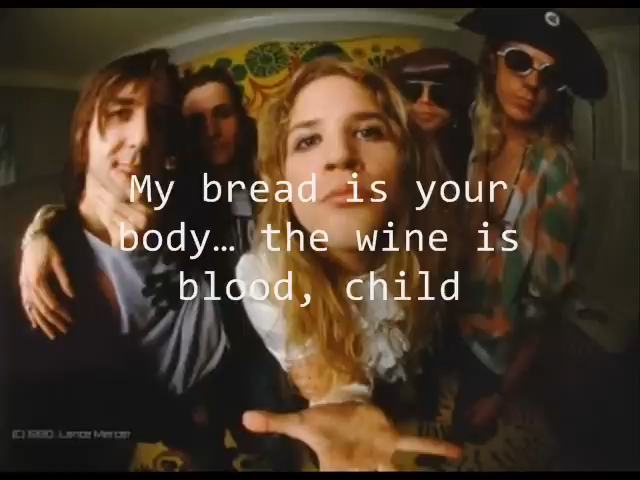 My bread is your
body… the wine is
blood, child
(C) 1990 Lance Mercer